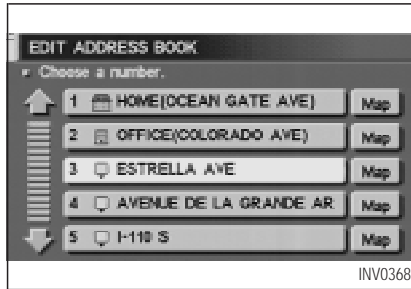 EDIT ADDRESS BOOK
Choose a number.
1 HOME(OCEAN GATE AVE) Map
2 OFFICE(COLORADO AVE) Map
3 ESTRELLA AVE Map
4 AVENUE DE LA GRANDE AR Map
5 I-110 S Map
INV0368